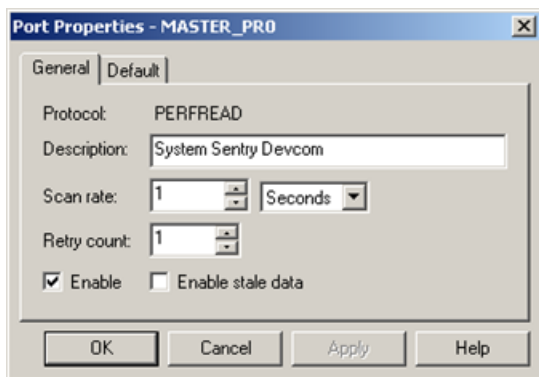 Port Properties - MASTER_PR0
General Default
Protocol: PERFREAD
Description: System Sentry Devcom
Scan rate: 1 Seconds
Retry count: 1
Enable Enable stale data
OK Cancel Apply Help